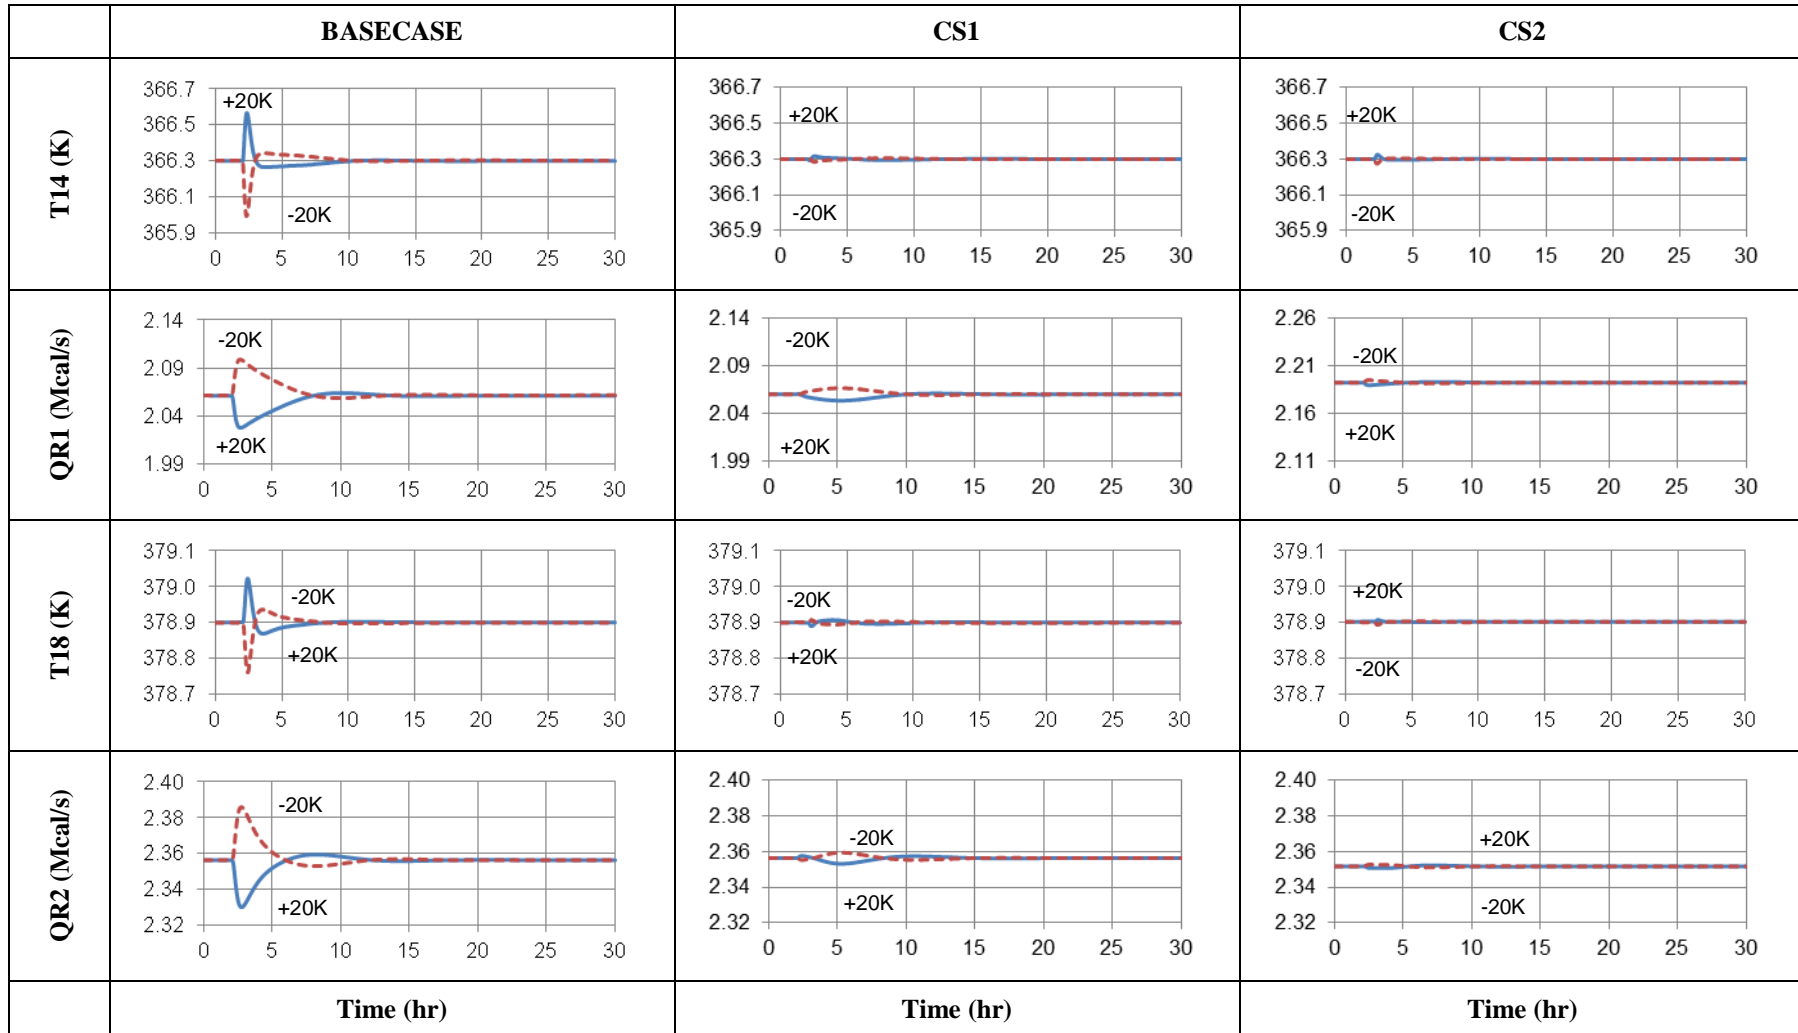 BASECASE CS1 CS2
T14 (K)
366.7
366.5
366.3
366.1
365.9
+20K
-20K
0 5 10 15 20 25 30
366.7
366.5
366.3
366.1
365.9
+20K
-20K
0 5 10 15 20 25 30
366.7
366.5
366.3
366.1
365.9
+20K
-20K
0 5 10 15 20 25 30
QR1 (Mcal/s)
2.14
2.09
2.04
1.99
-20K
+20K
0 5 10 15 20 25 30
2.14
2.09
2.04
1.99
-20K
+20K
0 5 10 15 20 25 30
2.26
2.21
2.16
2.11
-20K
+20K
0 5 10 15 20 25 30
T18 (K)
379.1
379.0
378.9
378.8
378.7
-20K
+20K
0 5 10 15 20 25 30
379.1
379.0
378.9
378.8
378.7
-20K
+20K
0 5 10 15 20 25 30
379.1
379.0
378.9
378.8
378.7
+20K
-20K
0 5 10 15 20 25 30
QR2 (Mcal/s)
2.40
2.38
2.36
2.34
2.32
-20K
+20K
0 5 10 15 20 25 30
2.40
2.38
2.36
2.34
2.32
-20K
+20K
0 5 10 15 20 25 30
2.40
2.38
2.36
2.34
2.32
+20K
-20K
0 5 10 15 20 25 30
Time (hr) Time (hr) Time (hr)